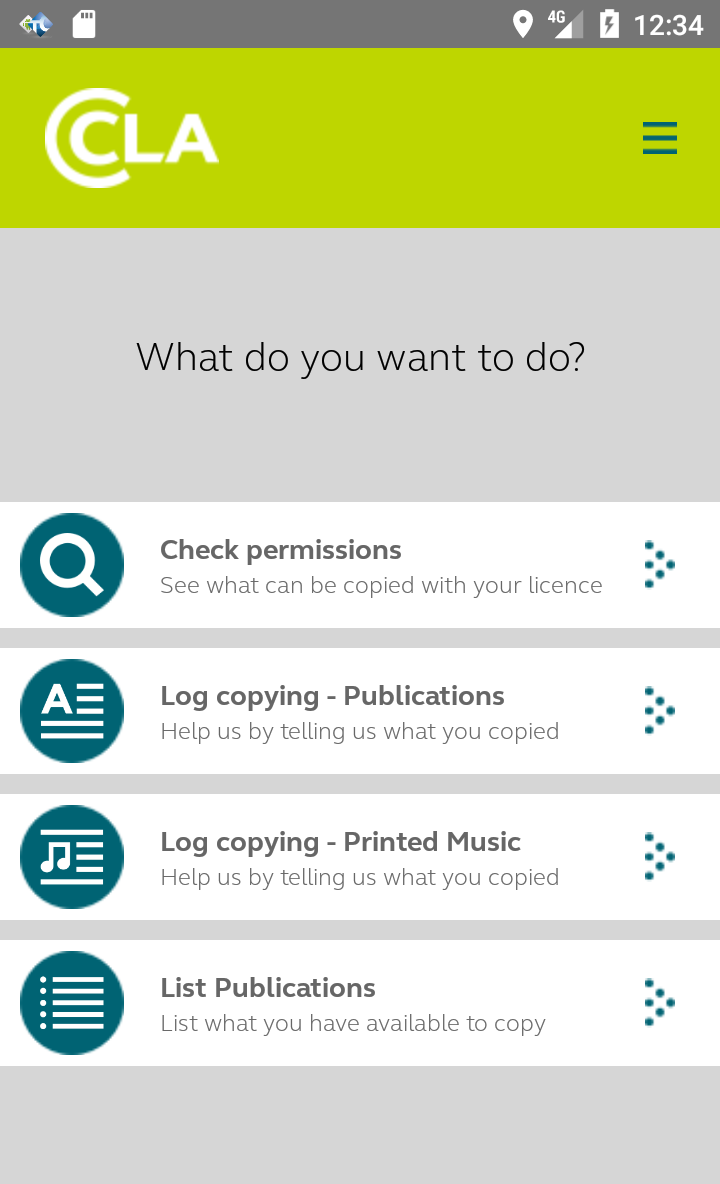 4G 12:34
CLA
What do you want to do?
Check permissions
See what can be copied with your licence
A
Log copying - Publications
Help us by telling us what you copied
Log copying - Printed Music
Help us by telling us what you copied
List Publications
List what you have available to copy